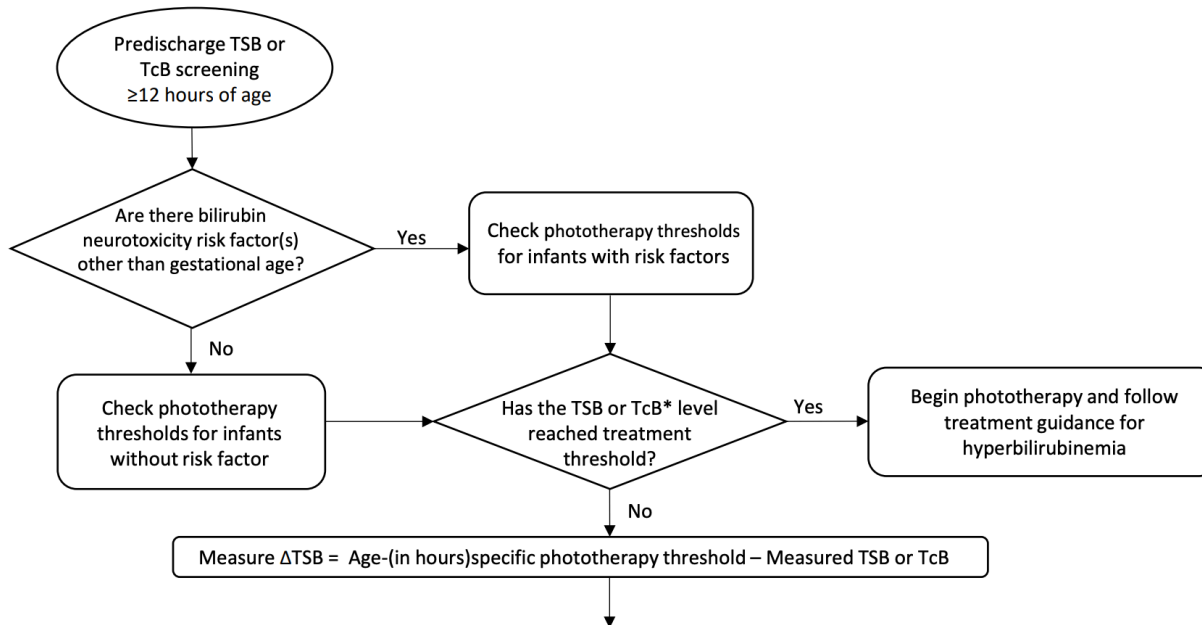 Predischarge TSB or
TcB screening
≥12 hours of age
Are there bilirubin
neurotoxicity risk factor(s)
other than gestational age?
Yes
Check phototherapy thresholds
for infants with risk factors
No
Check phototherapy
thresholds for infants
without risk factor
Has the TSB or TcB* level
reached treatment
threshold?
Yes
Begin phototherapy and follow
treatment guidance for
hyperbilirubinemia
No
Measure ΔTSB = Age-(in hours)specific phototherapy threshold – Measured TSB or TcB